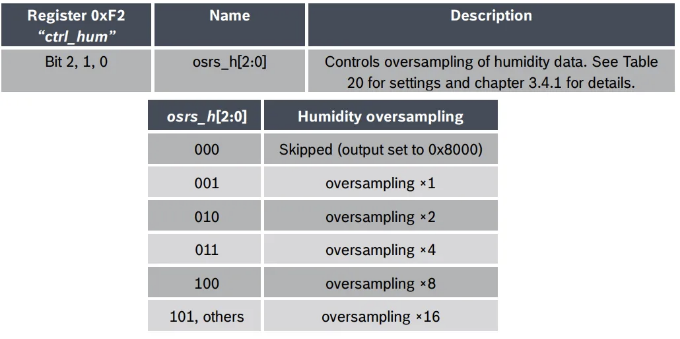 Register 0xF2 Name Description
“ctrl_hum”
Bit 2, 1, 0 osrs_h[2:0] Controls oversampling of humidity data. See Table
20 for settings and chapter 3.4.1 for details.
osrs_h[2:0] Humidity oversampling
000 Skipped (output set to 0x8000)
001 oversampling ×1
010 oversampling ×2
011 oversampling ×4
100 oversampling ×8
101, others oversampling ×16